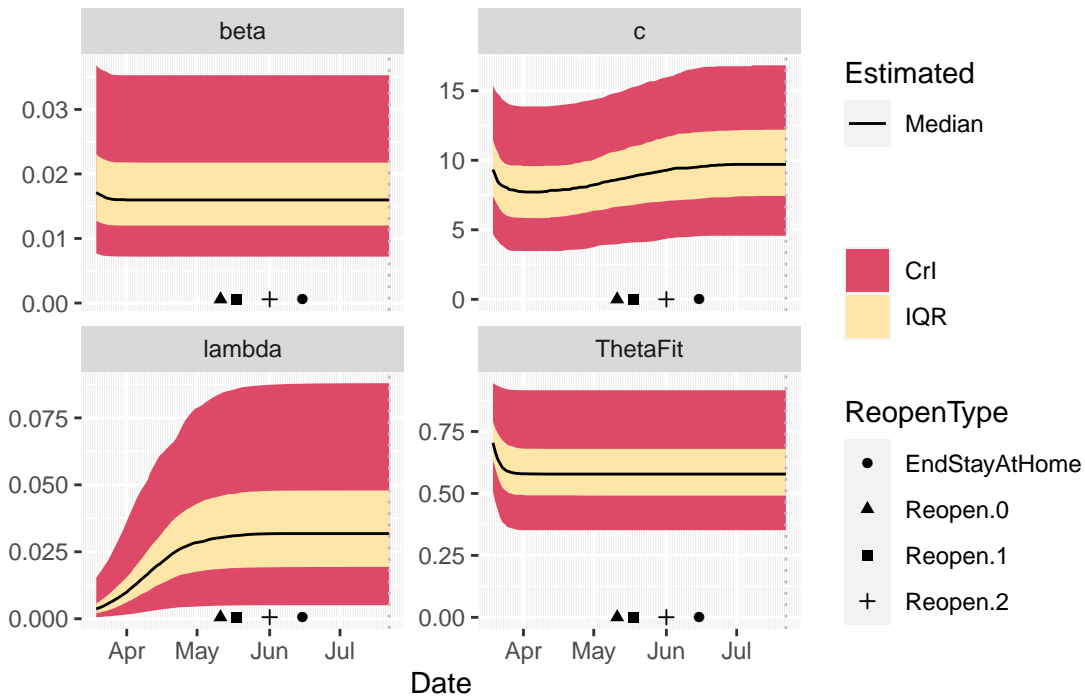 beta
c
0.03
0.02
0.01
0.00
15
10
5
0
lambda
ThetaFit
0.075
0.050
0.025
0.000
0.75
0.50
0.25
0.00
Apr May Jun Jul
Apr May Jun Jul
Date
Estimated
Median
CrI
IQR
ReopenType
EndStayAtHome
Reopen.0
Reopen.1
Reopen.2